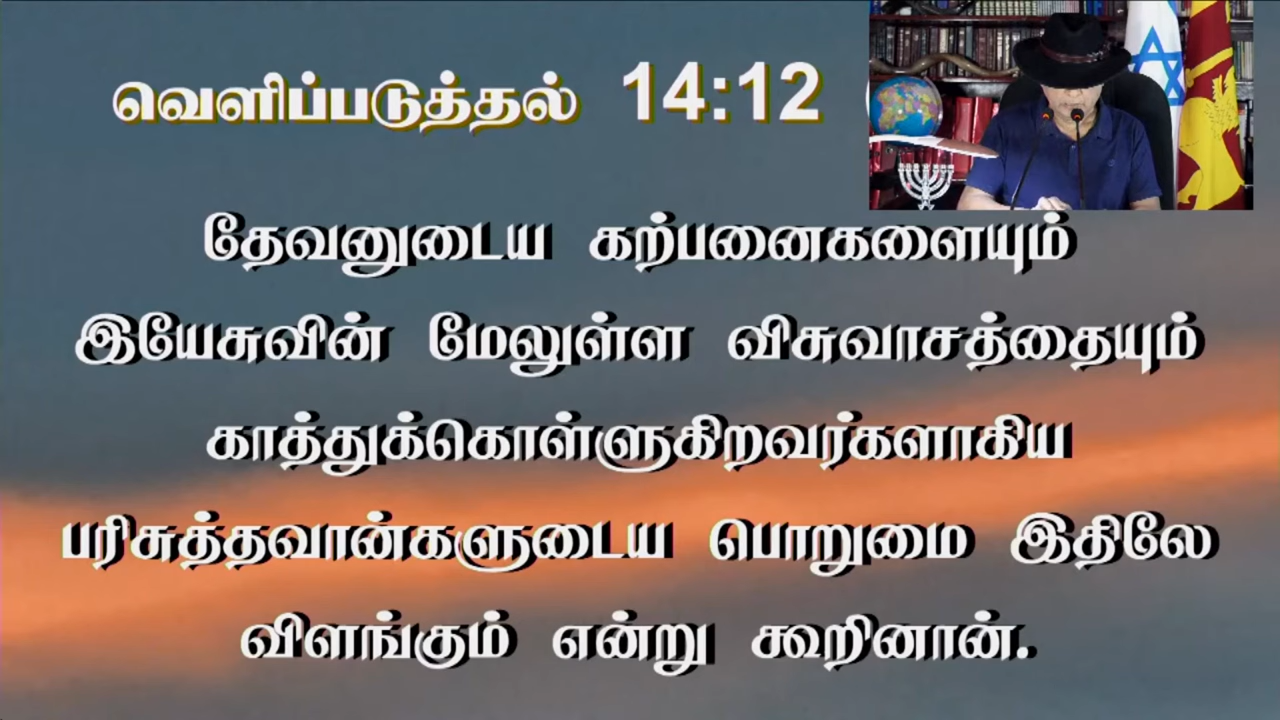 வெளிப்படுத்தல் 14:12
தேவனுடைய கற்பனைகளையும்
இயேசுவின் மேலுள்ள விசுவாசத்தையும்
காத்துக்கொள்ளுகிறவர்களாகிய
பரிசுத்தவான்களுடைய பொறுமை இதிலே
விளங்கும் என்று கூறினான்.